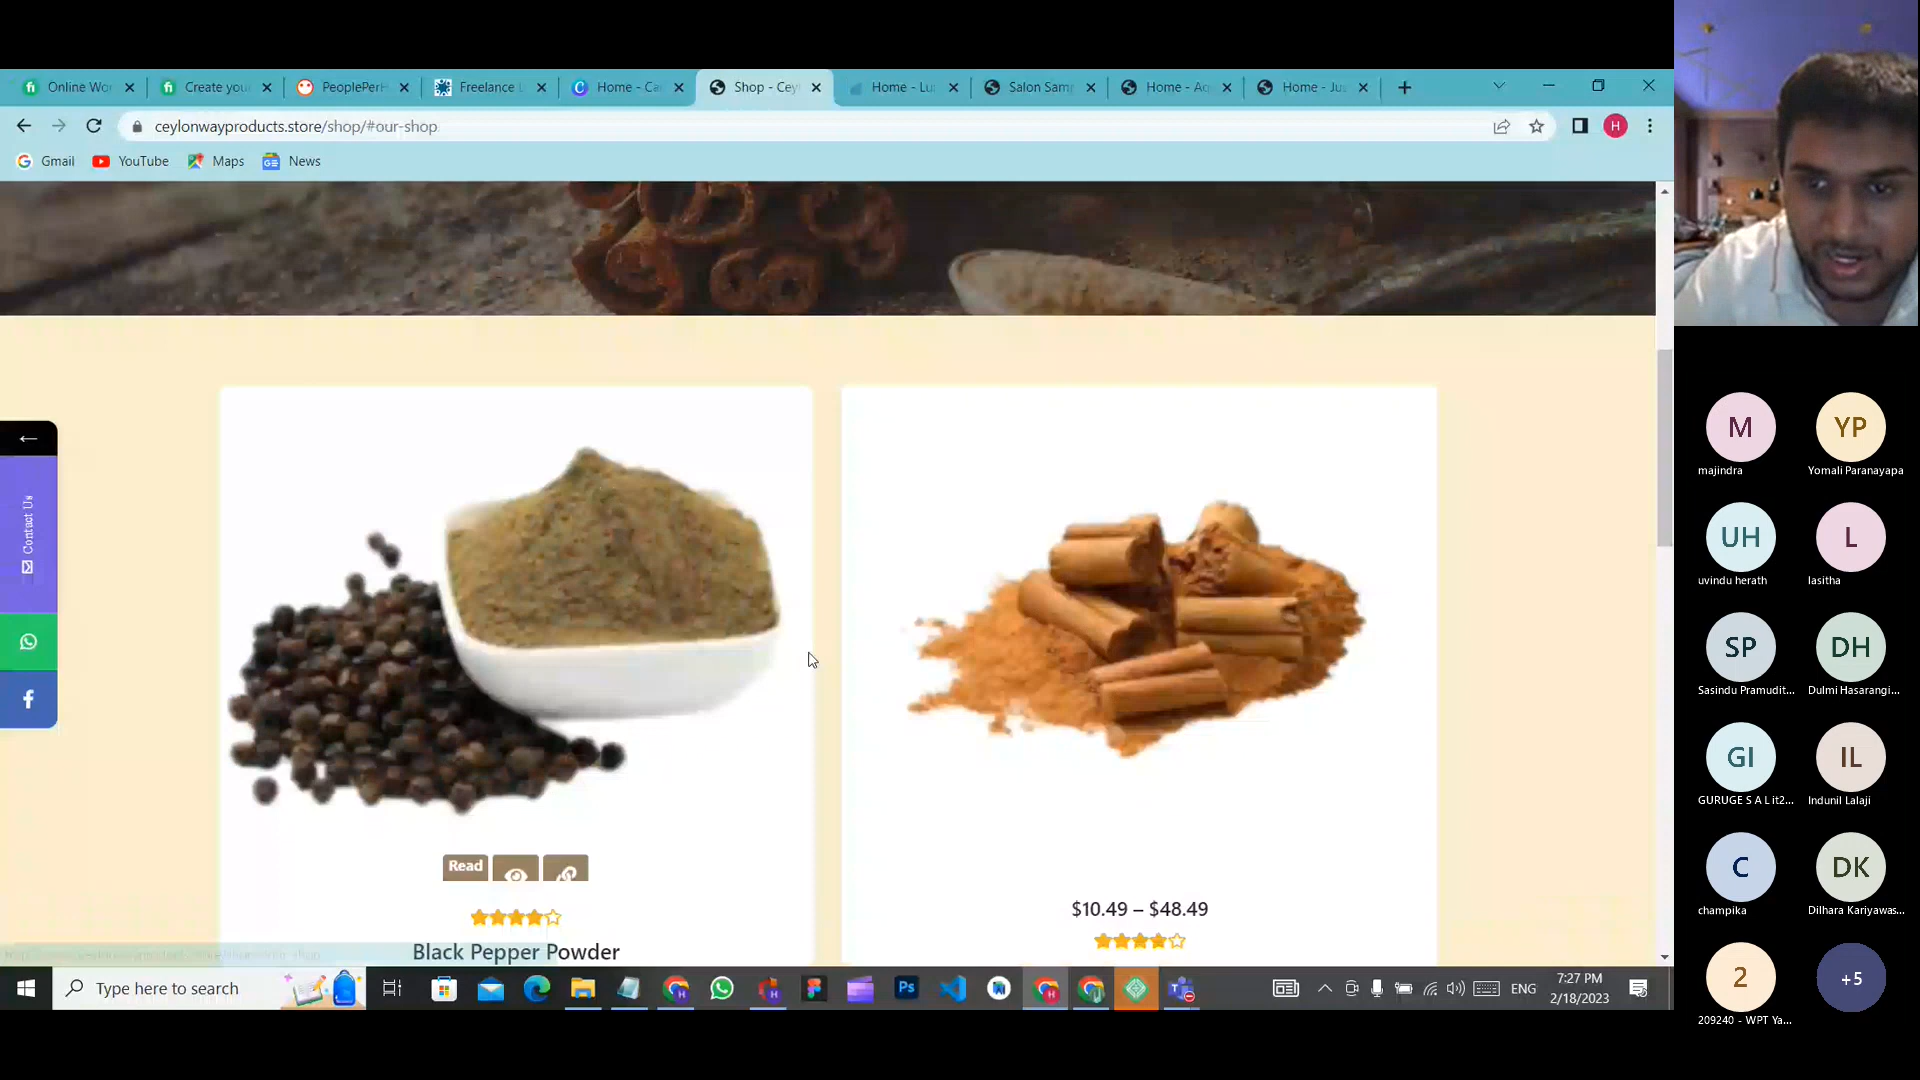 Online Wor
Create you
PeoplePerH
Freelance
Home - Ca
Shop - Cey
Home - Lu
Salon Sam
Home - Aq
Home - Jus
ceylonwayproducts.store/shop/#our-shop
H
Gmail
YouTube
Maps
News
Contact Us
Read
Black Pepper Powder
$10.49 – $48.49
Type here to search
ENG
7:27 PM
2/18/2023
M
majindra
YP
Yomali Paranayapa
UH
uvindu herath
L
lasitha
SP
Sasindu Pramudit...
DH
Dulmi Hasarangi...
GI
GURUGE S A L it2...
IL
Indunil Lalaji
C
champika
DK
Dilhara Kariyawas...
2
209240 - WPT Ya...
+5